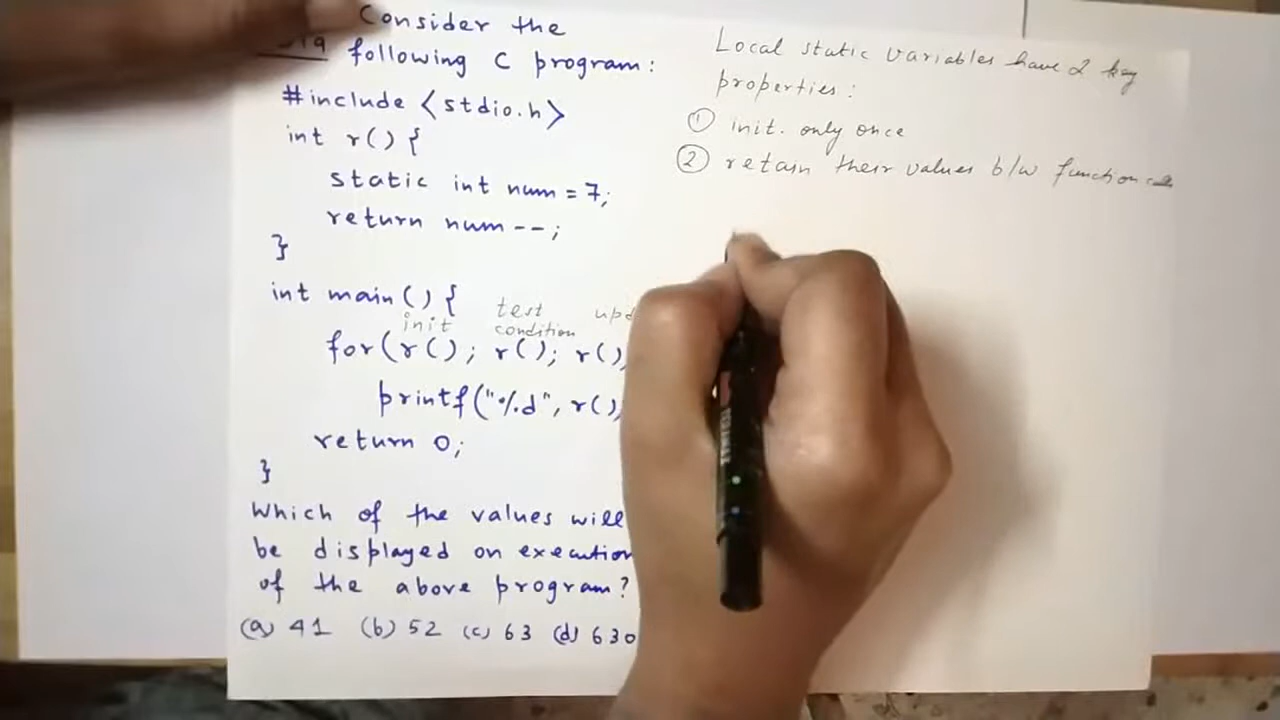 Consider the
following C program:
#include <stdio.h>
int r() {
static int num = 7;
return num --;
}
int main() {
init test condition
for(r(); r(); r()
printf("%d", r()
return 0;
}
Which of the values will
be displayed on execution
of the above program?
(a) 41 (b) 52 (c) 63 (d) 630
Local static variables have 2 key
properties:
① init. only once
② retain their values b/w function